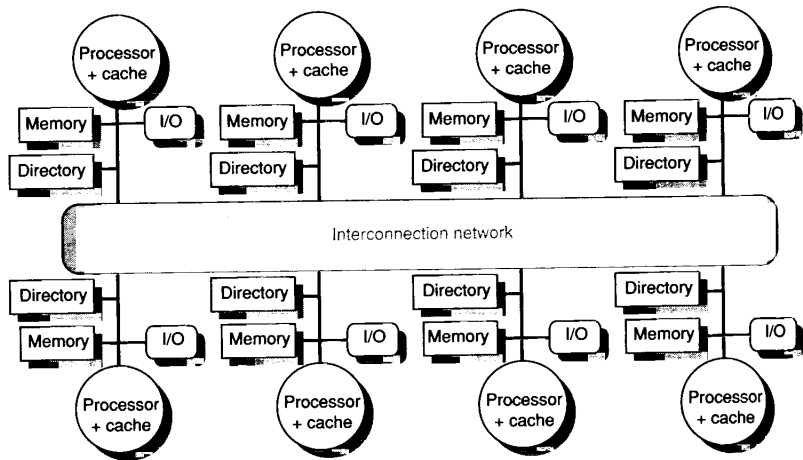 Processor
+ cache
Processor
+ cache
Processor
+ cache
Processor
+ cache
Memory
I/O
Memory
I/O
Memory
I/O
Memory
I/O
Directory
Directory
Directory
Directory
Interconnection network
Directory
Directory
Directory
Directory
Memory
I/O
Memory
I/O
Memory
I/O
Memory
I/O
Processor
+ cache
Processor
+ cache
Processor
+ cache
Processor
+ cache